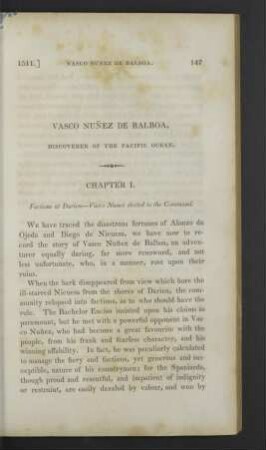 1511.] VASCO NUÑEZ DE BALBOA. 147
VASCO NUÑEZ DE BALBOA,
DISCOVERER OF THE PACIFIC OCEAN.
CHAPTER I.
Factions at Darien—Vasco Nunez elected to the Command.
We have traced the disastrous fortunes of Alonzo de
Ojeda and Diego de Nicuesa, we have now to re-
cord the story of Vasco Nuñez de Balboa, an adven-
turer equally daring, far more renowned, and not
less unfortunate, who, in a manner, rose upon their
ruins.
When the bark disappeared from view which bore the
ill-starred Nicuesa from the shores of Darien, the com-
munity relapsed into factions, as to who should have the
rule. The Bachelor Enciso insisted upon his claims as
paramount, but he met with a powerful opponent in Vas-
co Nuñez, who had become a great favourite with the
people, from his frank and fearless character, and his
winning affability. In fact, he was peculiarly calculated
to manage the fiery and factious, yet generous and sus-
ceptible, nature of his countrymen; for the Spaniards,
though proud and resentful, and impatient of indignity
or restraint, are easily dazzled by valour, and won by